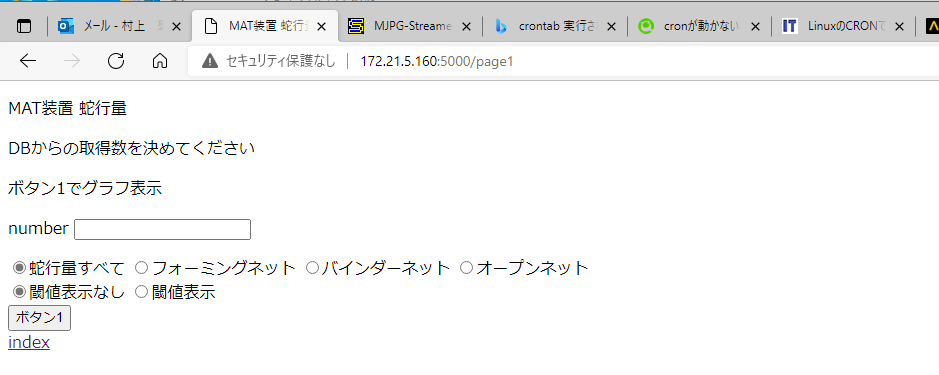 メール - 村上
MAT装置 蛇行
MJPG-Streame
crontab 実行さ
cronが動かない
IT LinuxのCRONで
セキュリティ保護なし 172.21.5.160:5000/page1
MAT装置 蛇行量
DBからの取得数を決めてください
ボタン1でグラフ表示
number
蛇行量すべて フォーミングネット バインダーネット オープンネット
閾値表示なし 閾値表示
ボタン1
index